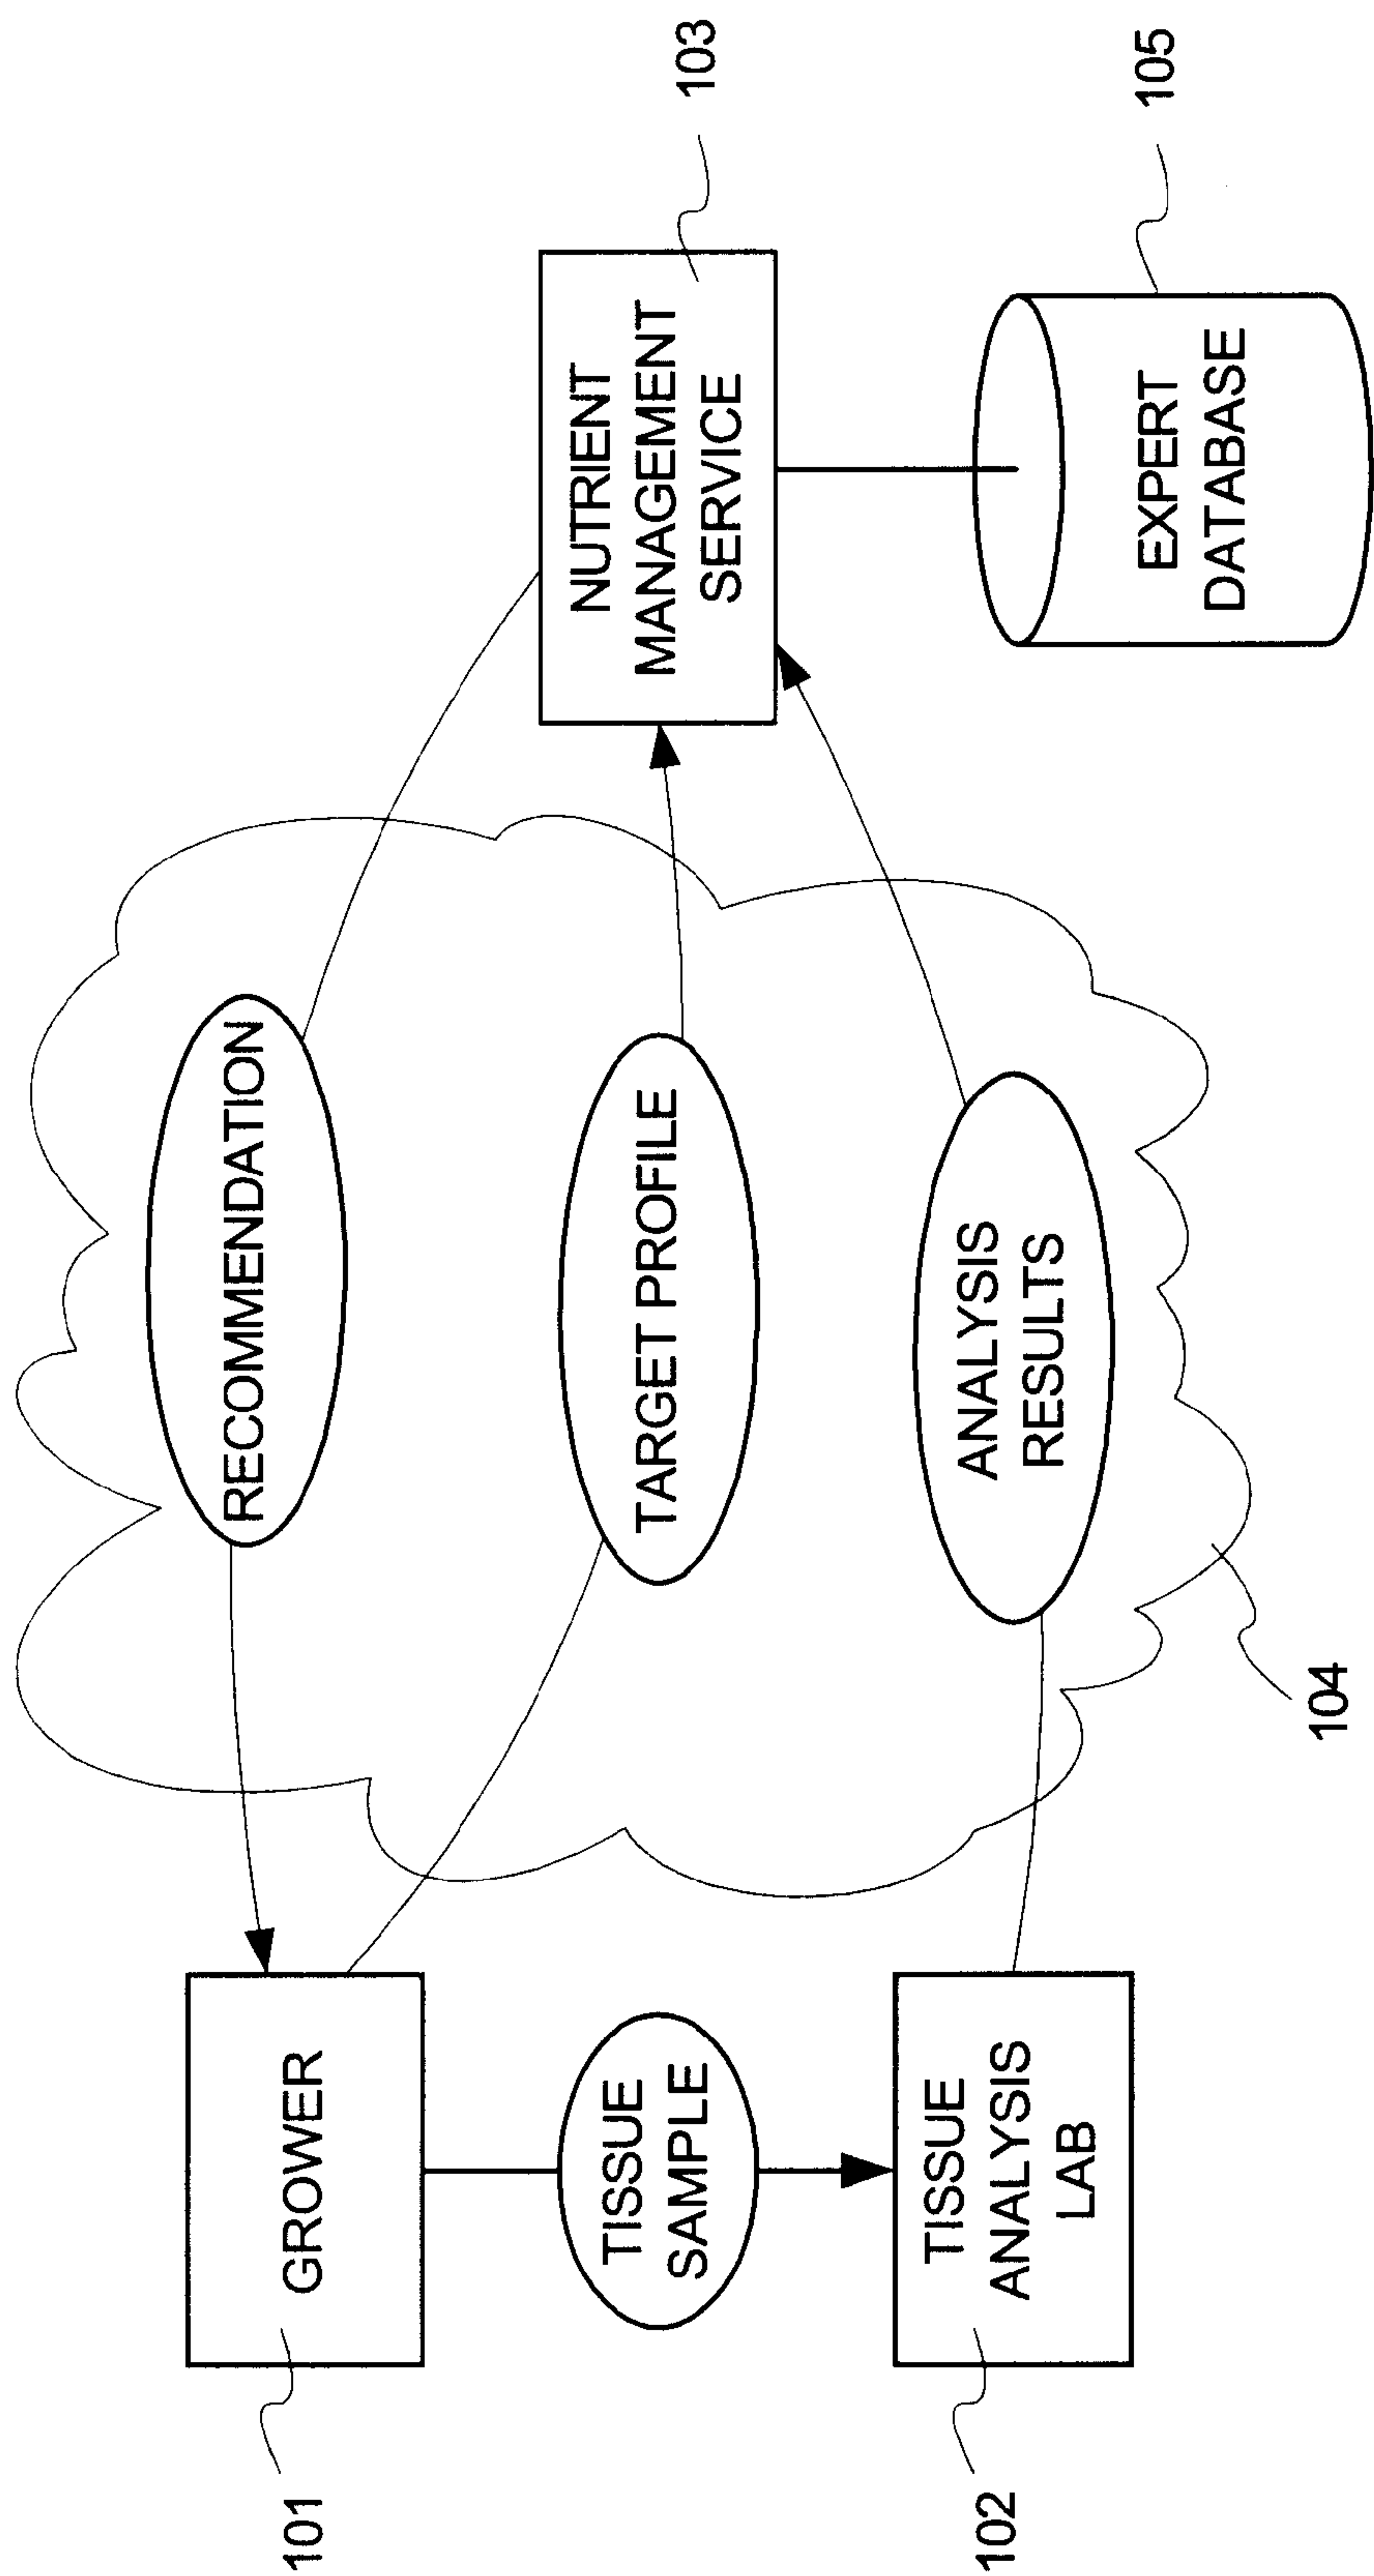 101
GROWER
RECOMMENDATION
103
NUTRIENT
MANAGEMENT
SERVICE
TISSUE
SAMPLE
TARGET PROFILE
102
TISSUE
ANALYSIS
LAB
ANALYSIS
RESULTS
105
EXPERT
DATABASE
104